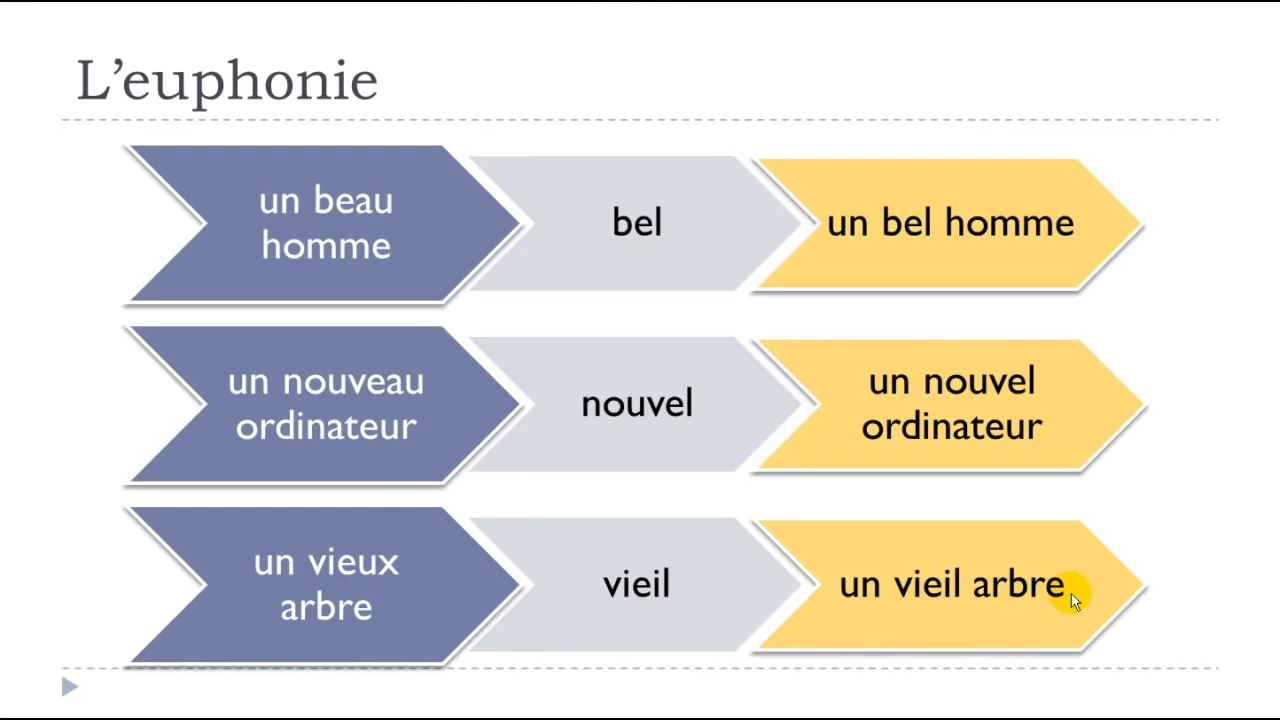 L’euphonie
un beau
homme
bel
un bel homme
un nouveau
ordinateur
nouvel
un nouvel
ordinateur
un vieux
arbre
vieil
un vieil arbre